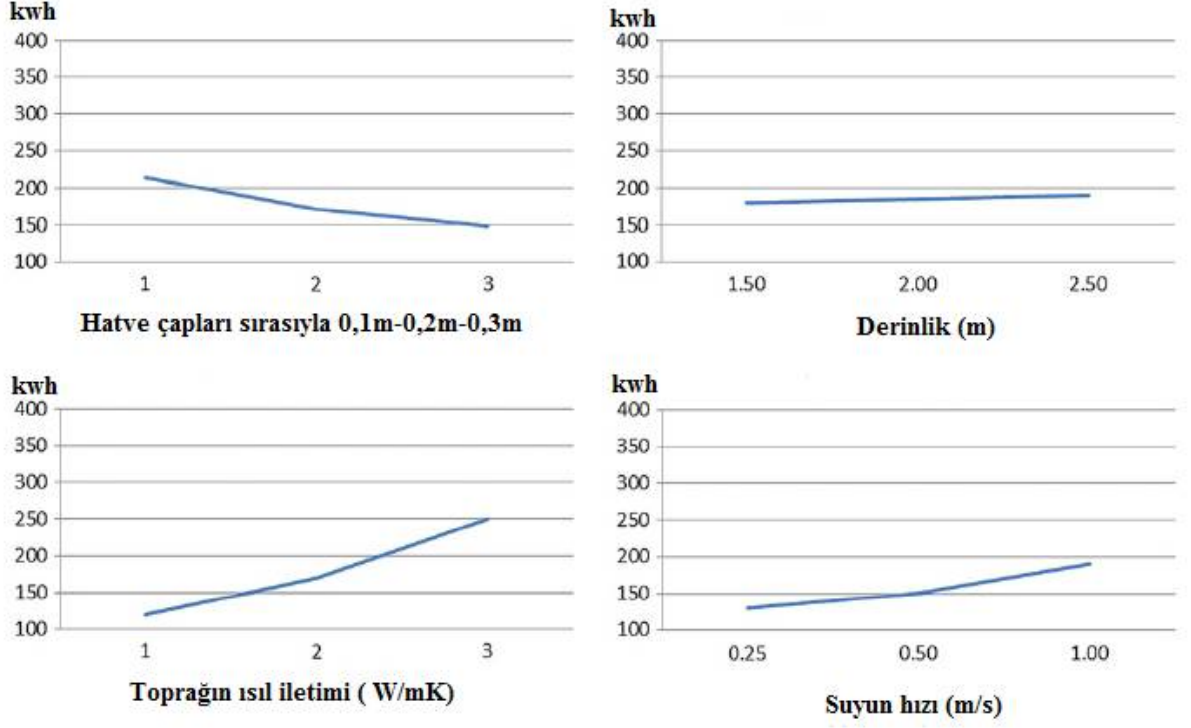 kwh
400
350
300
250
200
150
100
1 2 3
Hatve çapları sırasıyla 0,1m-0,2m-0,3m
kwh
400
350
300
250
200
150
100
1.50 2.00 2.50
Derinlik (m)
kwh
400
350
300
250
200
150
100
1 2 3
Toprağın ısıl iletimi ( W/mK)
kwh
400
350
300
250
200
150
100
0.25 0.50 1.00
Suyun hızı (m/s)